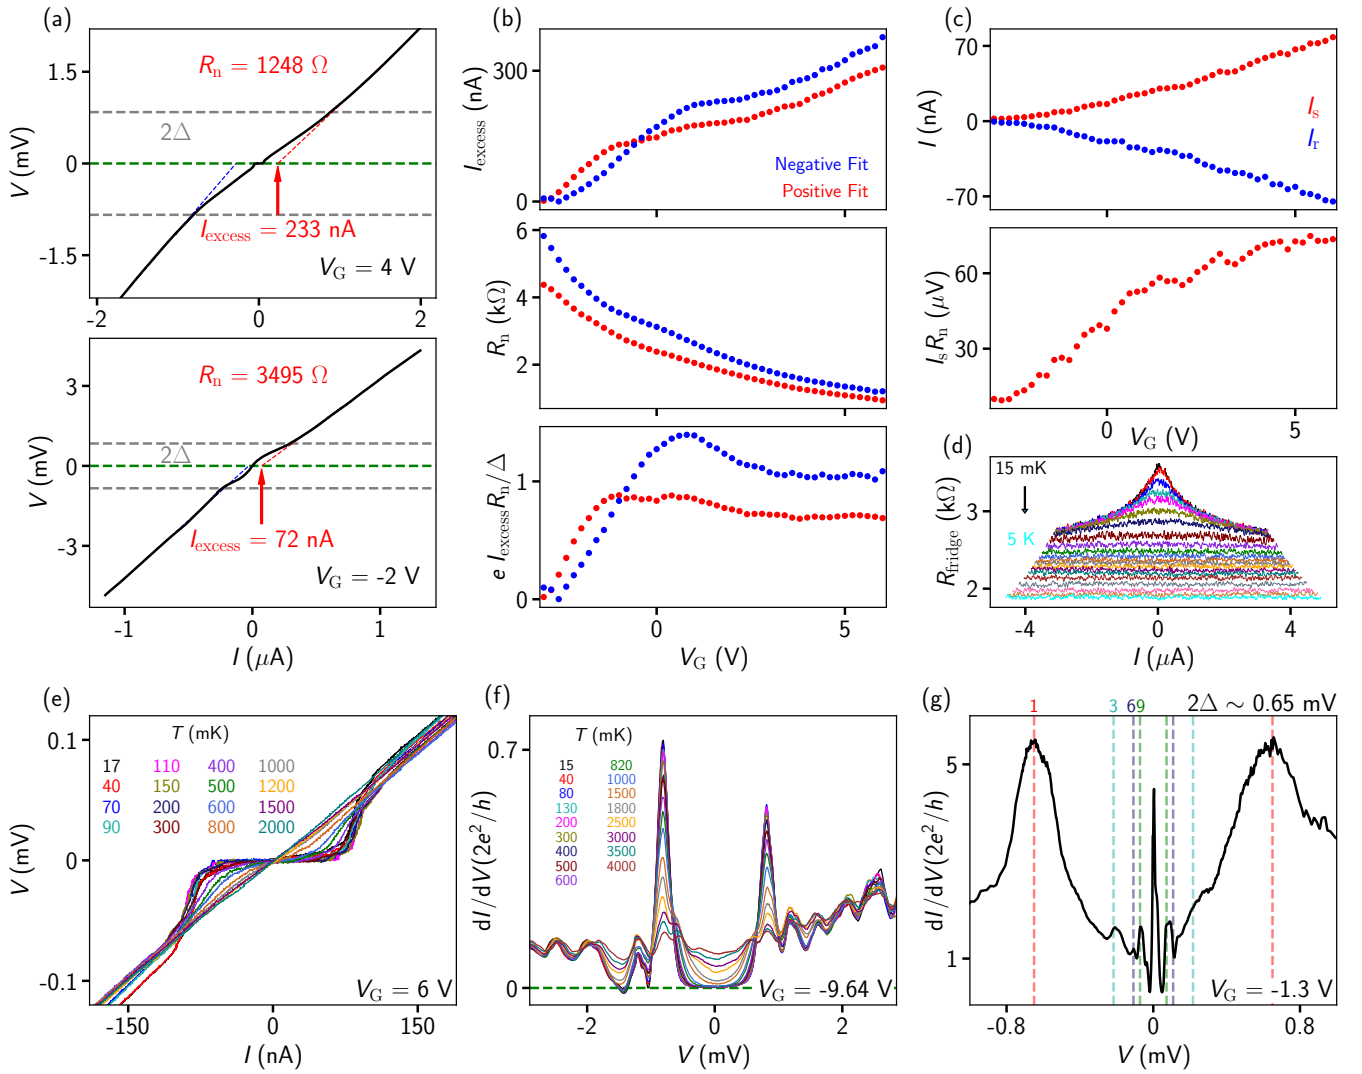 (a)
V (mV)
1.5
0
-1.5
Rₙ = 1248 Ω
2Δ
I_excess = 233 nA
V_G = 4 V
-2 0 2
V (mV)
3
0
-3
Rₙ = 3495 Ω
2Δ
I_excess = 72 nA
V_G = -2 V
-1 0 1
I (μA)
(b)
I_excess (nA)
300
0
Negative Fit
Positive Fit
Rₙ (kΩ)
6
4
2
e I_excess Rₙ/Δ
1
0
0 5
V_G (V)
(c)
I (nA)
70
0
-70
I_s
I_r
I_s Rₙ (μV)
60
30
0 5
V_G (V)
(d)
R_fridge (kΩ)
3
2
15 mK
5 K
-4 0 4
I (μA)
(e)
V (mV)
0.1
0
-0.1
T (mK)
17 110 400 1000
40 150 500 1200
70 200 600 1500
90 300 800 2000
V_G = 6 V
-150 0 150
I (nA)
(f)
dI/dV(2e²/h)
0.7
0
T (mK)
15 820
40 1000
80 1500
130 1800
200 2500
300 3000
400 3500
500 4000
600
V_G = -9.64 V
-2 0 2
V (mV)
(g)
1 3 6 9 2Δ ∼ 0.65 mV
dI/dV(2e²/h)
5
1
V_G = -1.3 V
-0.8 0 0.8
V (mV)